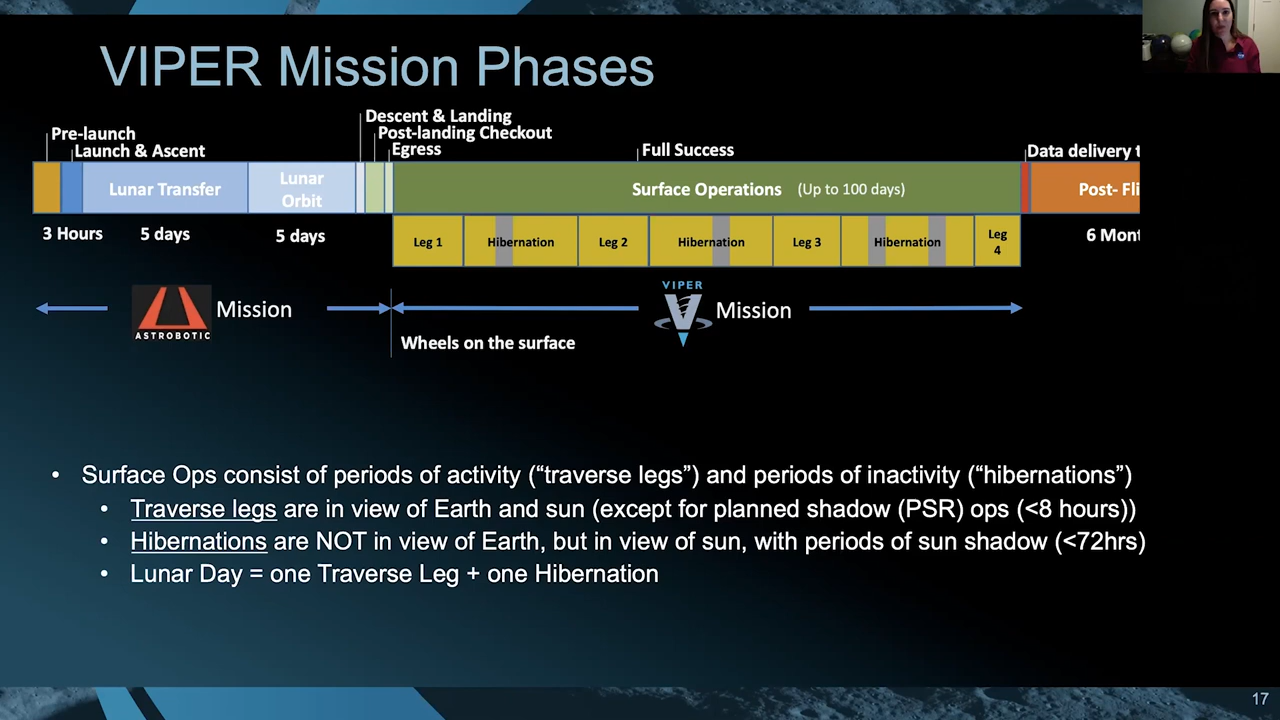 VIPER Mission Phases
Descent & Landing
Pre-launch
Post-landing Checkout
Launch & Ascent
Egress
Full Success
Data delivery t
Lunar Transfer
Lunar
Orbit
Surface Operations (Up to 100 days)
Post- Fli
3 Hours
5 days
5 days
6 Mont
Leg 1
Hibernation
Leg 2
Hibernation
Leg 3
Hibernation
Leg
4
ASTROBOTIC
Mission
VIPER
V
Mission
Wheels on the surface
• Surface Ops consist of periods of activity (“traverse legs”) and periods of inactivity (“hibernations”)
• Traverse legs are in view of Earth and sun (except for planned shadow (PSR) ops (<8 hours))
• Hibernations are NOT in view of Earth, but in view of sun, with periods of sun shadow (<72hrs)
• Lunar Day = one Traverse Leg + one Hibernation
17